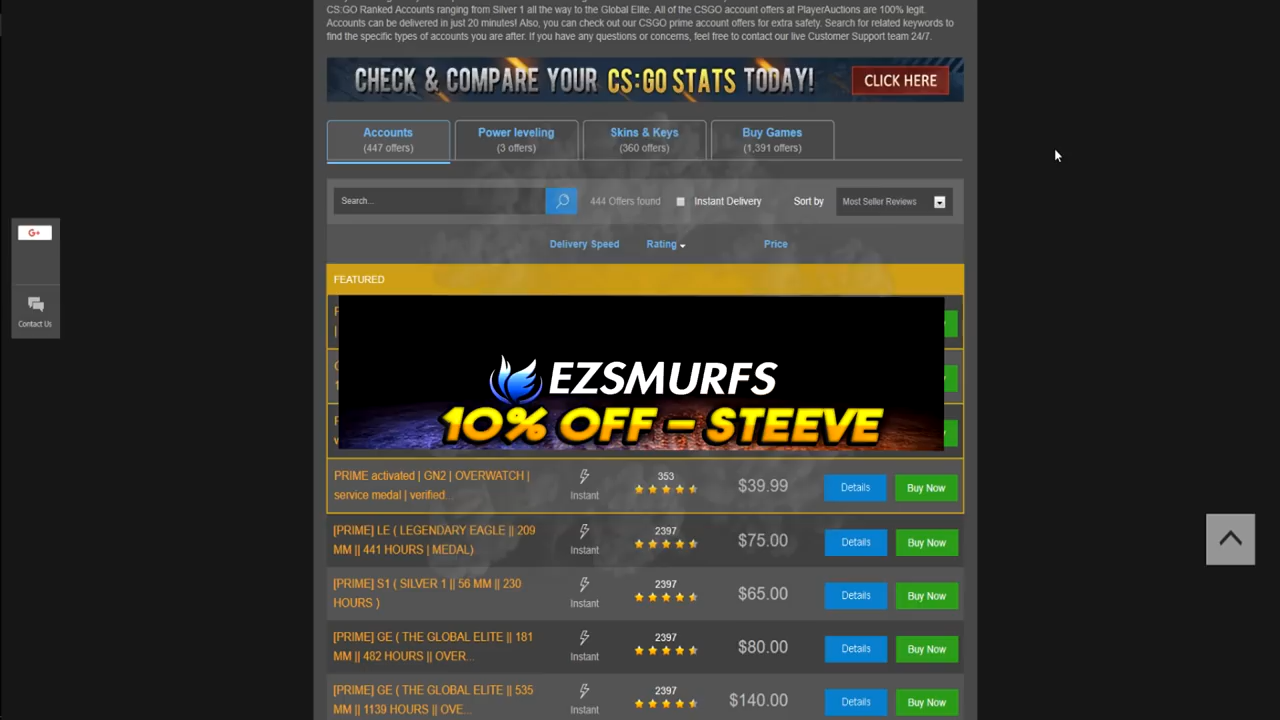 CS:GO Ranked Accounts ranging from Silver 1 all the way to the Global Elite. All of the CSGO account offers at PlayerAuctions are 100% legit.
Accounts can be delivered in just 20 minutes! Also, you can check out our CSGO prime account offers for extra safety. Search for related keywords to
find the specific types of accounts you are after. If you have any questions or concerns, feel free to contact our live Customer Support team 24/7.
CHECK & COMPARE YOUR CS:GO STATS TODAY! CLICK HERE
Accounts Power leveling Skins & Keys Buy Games
(447 offers) (3 offers) (360 offers) (1,391 offers)
Search... 444 Offers found Instant Delivery Sort by Most Seller Reviews
G+
Delivery Speed Rating Price
FEATURED
Contact Us
EZSMURFS
10% OFF - STEEVE
PRIME activated | GN2 | OVERWATCH |
service medal | verified...
Instant
353
$39.99
Details
Buy Now
[PRIME] LE ( LEGENDARY EAGLE || 209
MM || 441 HOURS | MEDAL)
Instant
2397
$75.00
Details
Buy Now
[PRIME] S1 ( SILVER 1 || 56 MM || 230
HOURS )
Instant
2397
$65.00
Details
Buy Now
[PRIME] GE ( THE GLOBAL ELITE || 181
MM || 482 HOURS || OVER...
Instant
2397
$80.00
Details
Buy Now
[PRIME] GE ( THE GLOBAL ELITE || 535
MM || 1139 HOURS || OVE...
Instant
2397
$140.00
Details
Buy Now